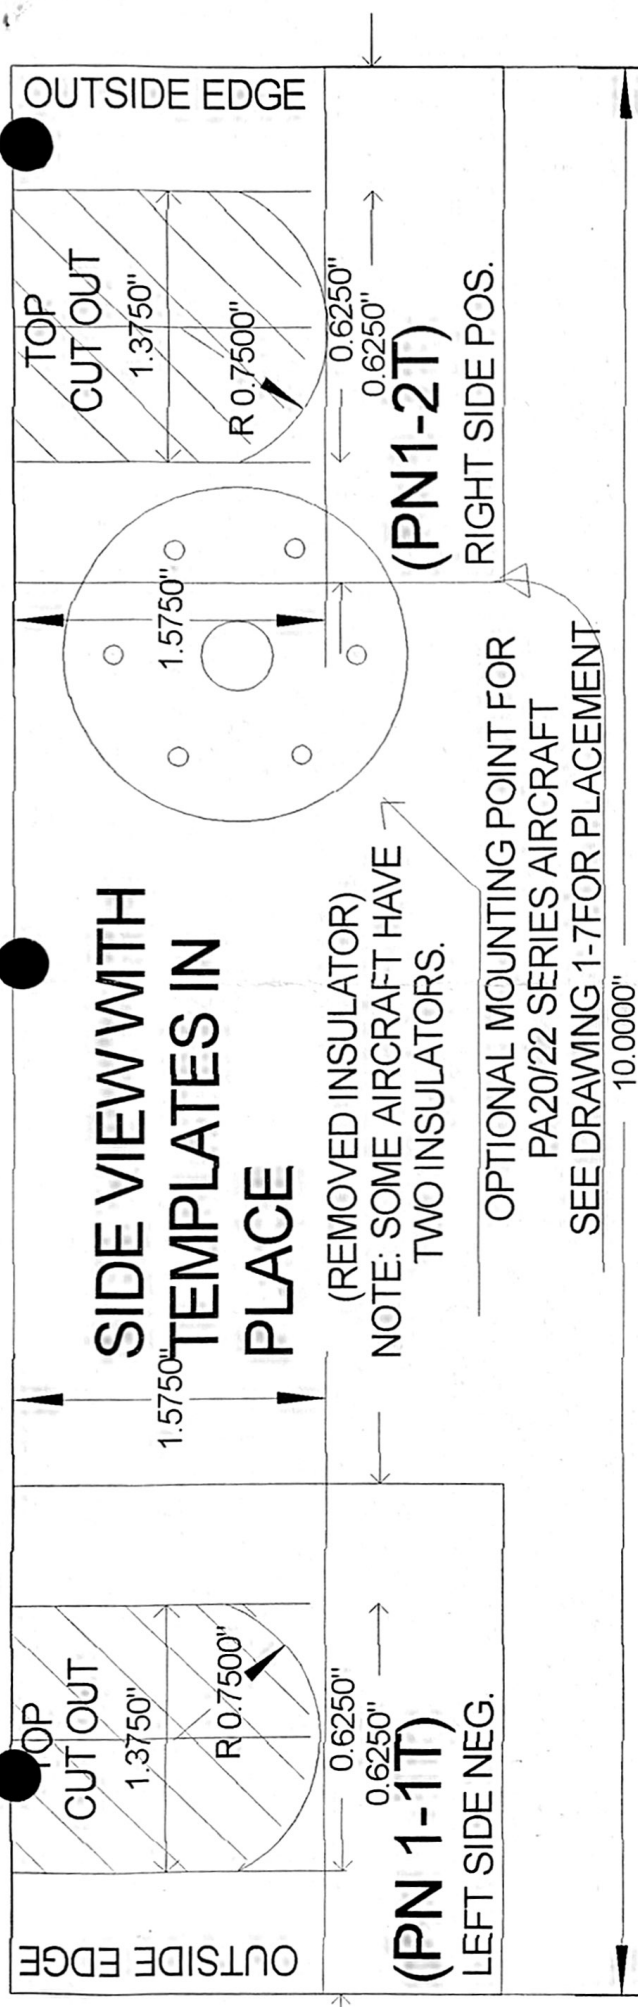 OUTSIDE EDGE
TOP
CUT OUT
1.3750"
R 0.7500"
0.6250"
0.6250"
(PN 1-1T)
LEFT SIDE NEG.
1.5750"
SIDE VIEW WITH
TEMPLATES IN
PLACE
(REMOVED INSULATOR)
NOTE: SOME AIRCRAFT HAVE
TWO INSULATORS.
OPTIONAL MOUNTING POINT FOR
PA20/22 SERIES AIRCRAFT
SEE DRAWING 1-7FOR PLACEMENT
10.0000"
1.5750"
OUTSIDE EDGE
TOP
CUT OUT
1.3750"
R 0.7500"
0.6250"
0.6250"
(PN1-2T)
RIGHT SIDE POS.